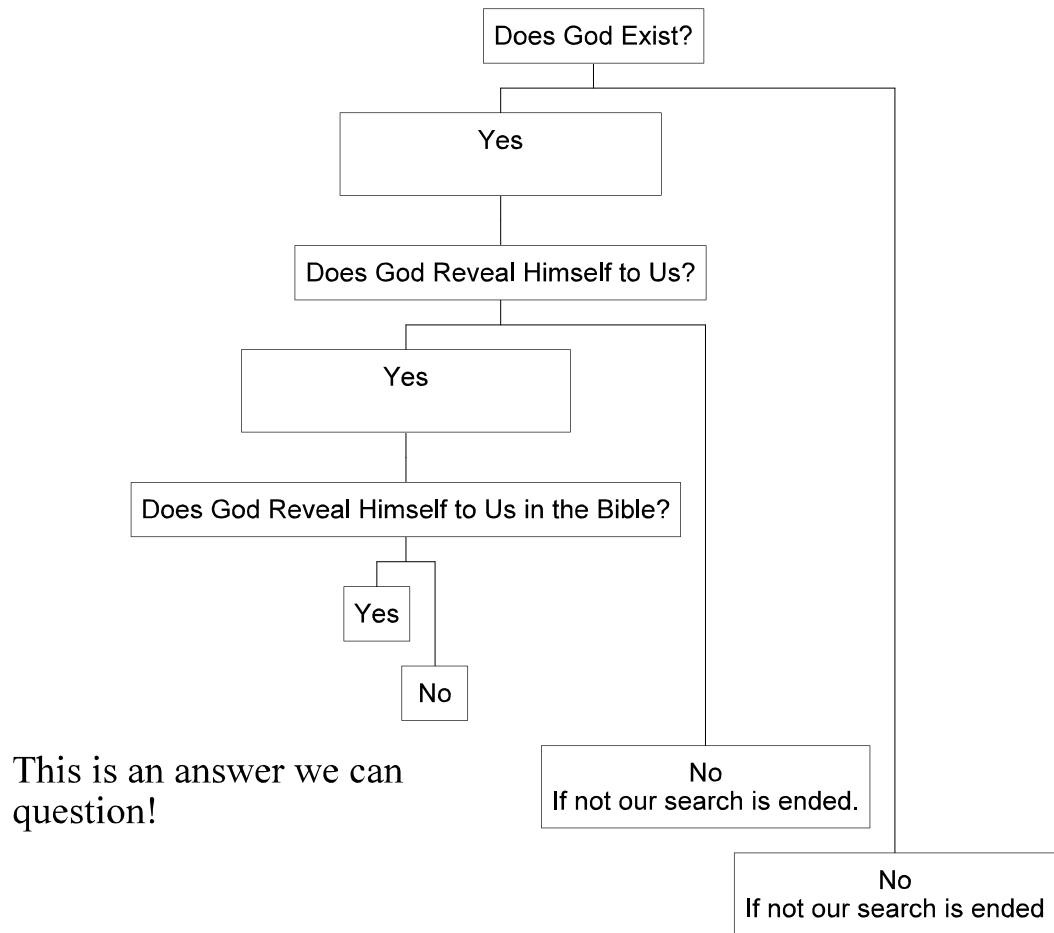 Does God Exist?
Yes
Does God Reveal Himself to Us?
Yes
Does God Reveal Himself to Us in the Bible?
Yes
No
This is an answer we can
question!
No
If not our search is ended.
No
If not our search is ended